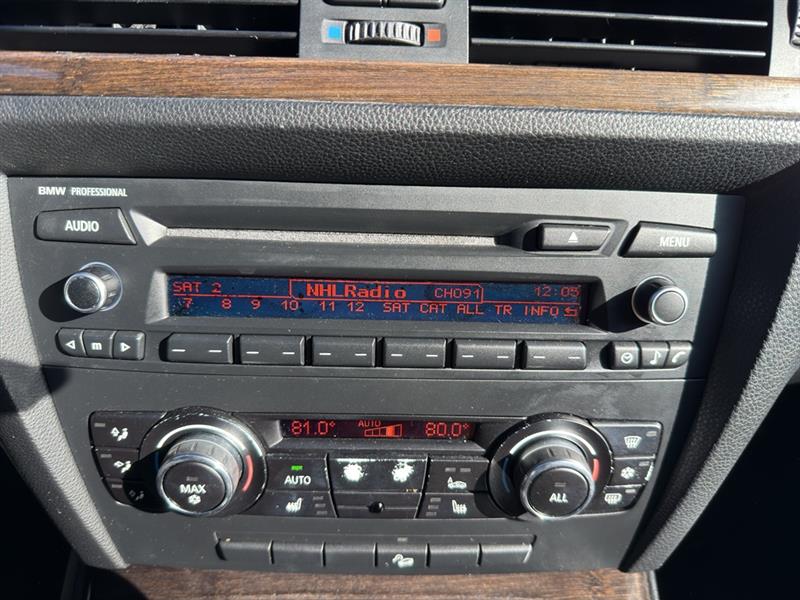 BMW PROFESSIONAL
AUDIO
MENU
SAT 2 NHLRadio CH091 12:05
7 8 9 10 11 12 SAT CAT ALL TR INFO
m
81.0° AUTO 80.0°
MAX
AUTO
ALL